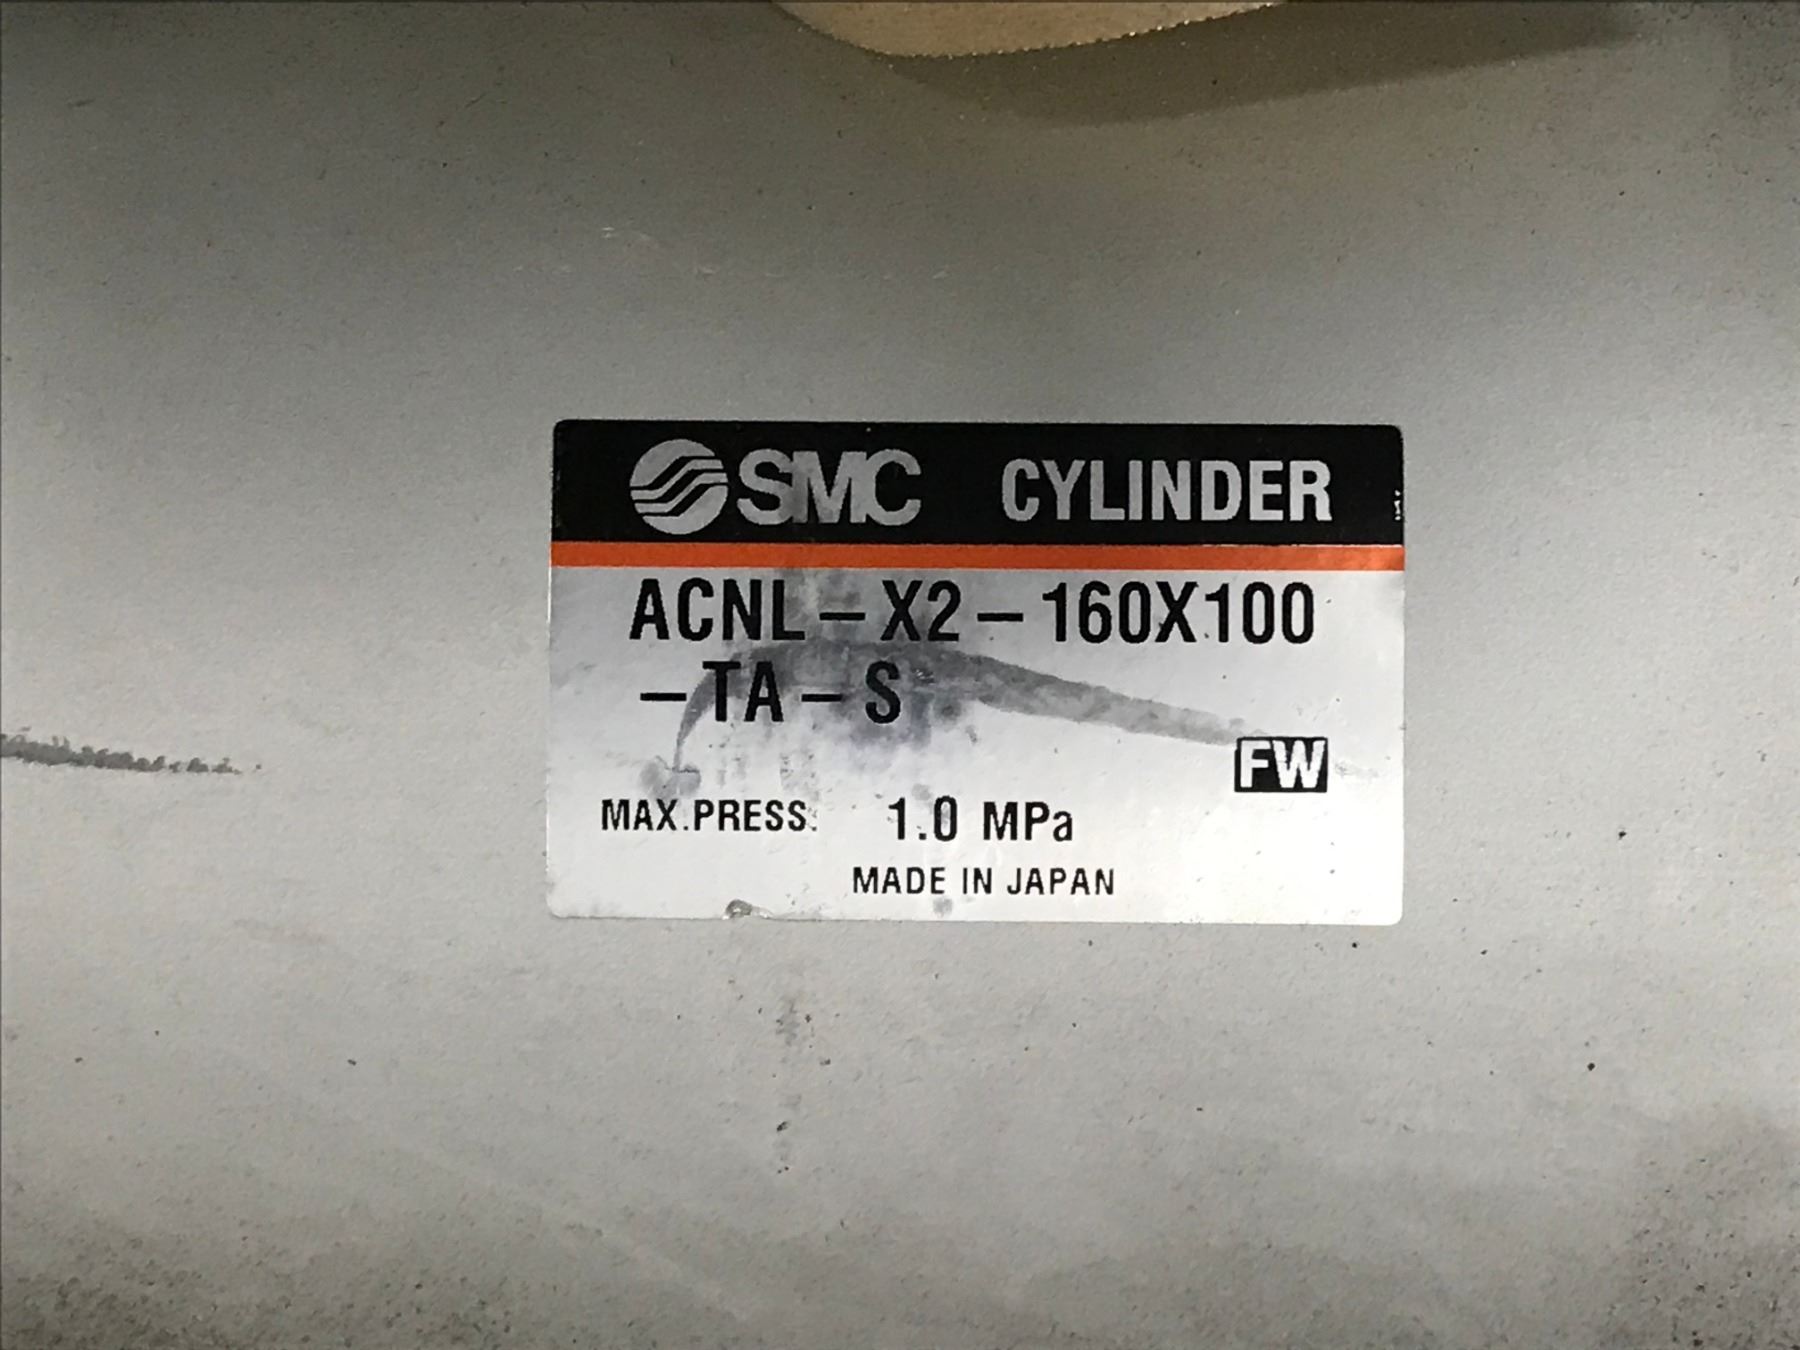 SMC CYLINDER
ACNL-X2-160X100
-TA-S
FW
MAX.PRESS. 1.0 MPa
MADE IN JAPAN